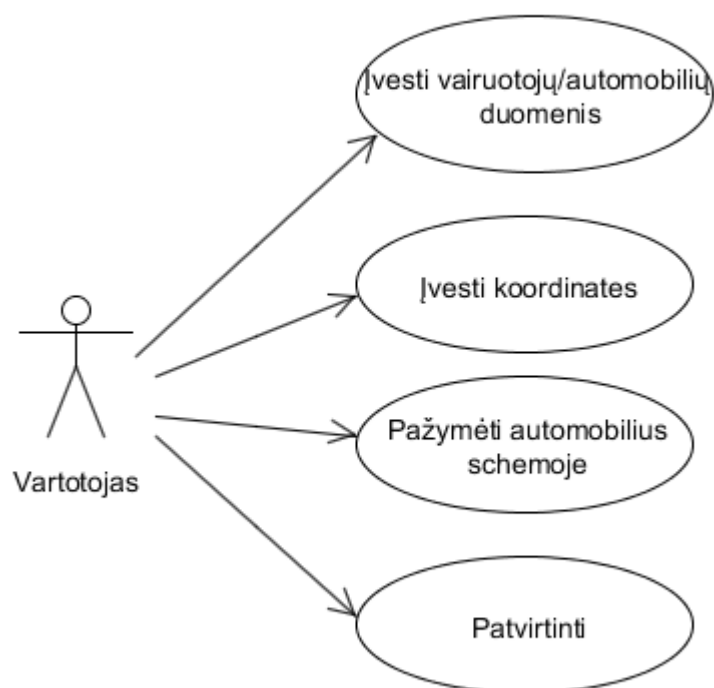 Įvesti vairuotojų/automobilių
duomenis
Įvesti koordinates
Pažymėti automobilius
schemoje
Vartotojas
Patvirtinti